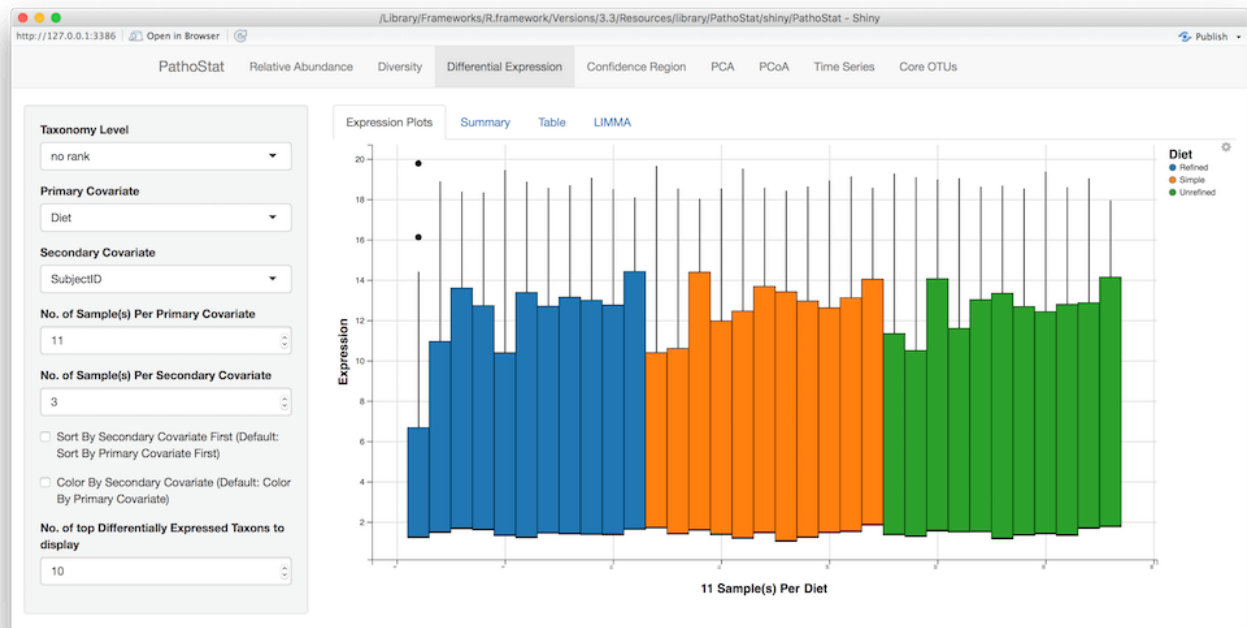 /Library/Frameworks/R.framework/Versions/3.3/Resources/library/PathoStat/shiny/PathoStat - Shiny
http://127.0.0.1:3386 Open in Browser Publish
PathoStat Relative Abundance Diversity Differential Expression Confidence Region PCA PCoA Time Series Core OTUs
Taxonomy Level
no rank
Primary Covariate
Diet
Secondary Covariate
SubjectID
No. of Sample(s) Per Primary Covariate
11
No. of Sample(s) Per Secondary Covariate
3
Sort By Secondary Covariate First (Default:
Sort By Primary Covariate First)
Color By Secondary Covariate (Default: Color
By Primary Covariate)
No. of top Differentially Expressed Taxons to
display
10
Expression Plots Summary Table LIMMA
20
18
16
14
12
10
8
6
4
2
Expression
11 Sample(s) Per Diet
Diet
Refined
Simple
Unrefined